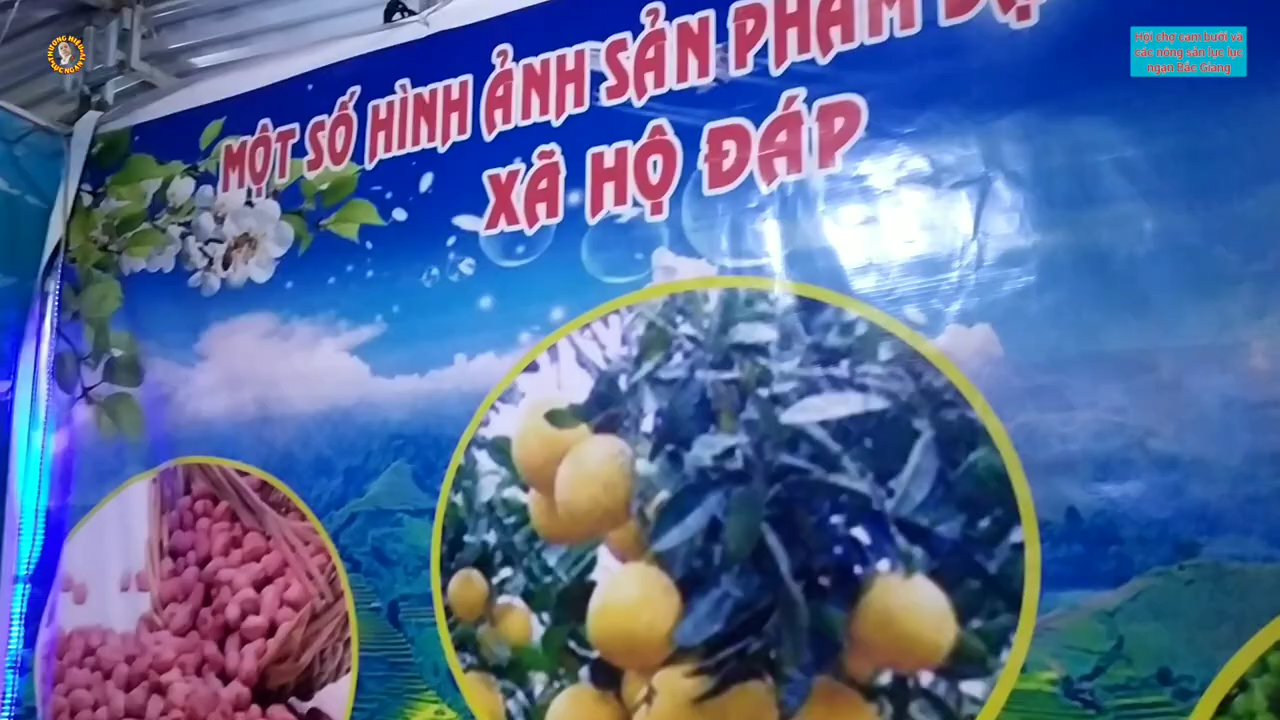 MỘT SỐ HÌNH ẢNH SẢN PHẨM
XÃ HỘ ĐÁP
Hội chợ cam bưởi và
các nông sản lục lục
ngạn Bắc Giang